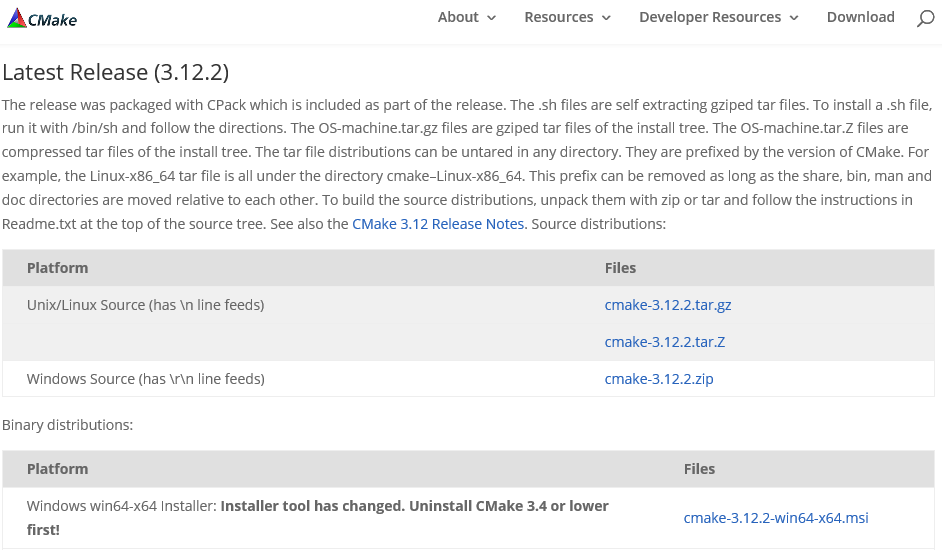 CMake
About
Resources
Developer Resources
Download
Latest Release (3.12.2)
The release was packaged with CPack which is included as part of the release. The .sh files are self extracting gziped tar files. To install a .sh file,
run it with /bin/sh and follow the directions. The OS-machine.tar.gz files are gziped tar files of the install tree. The OS-machine.tar.Z files are
compressed tar files of the install tree. The tar file distributions can be untared in any directory. They are prefixed by the version of CMake. For
example, the Linux-x86_64 tar file is all under the directory cmake–Linux-x86_64. This prefix can be removed as long as the share, bin, man and
doc directories are moved relative to each other. To build the source distributions, unpack them with zip or tar and follow the instructions in
Readme.txt at the top of the source tree. See also the CMake 3.12 Release Notes. Source distributions:
Platform
Files
Unix/Linux Source (has \n line feeds)
cmake-3.12.2.tar.gz
cmake-3.12.2.tar.Z
Windows Source (has \r\n line feeds)
cmake-3.12.2.zip
Binary distributions:
Platform
Files
Windows win64-x64 Installer: Installer tool has changed. Uninstall CMake 3.4 or lower
first!
cmake-3.12.2-win64-x64.msi